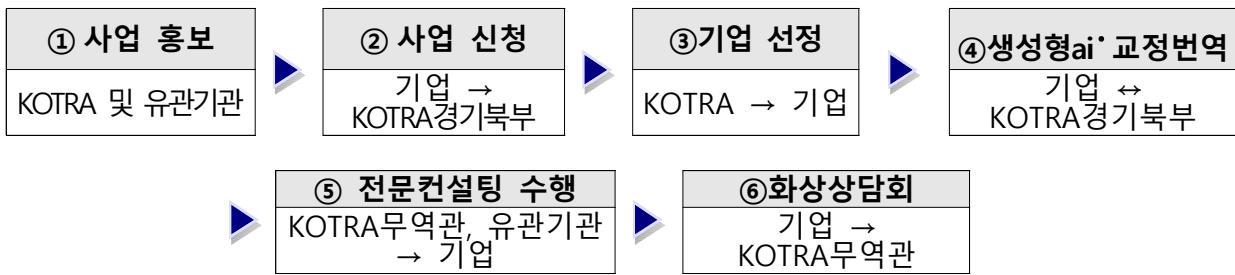 ① 사업 홍보
KOTRA 및 유관기관
② 사업 신청
기업 →
KOTRA경기북부
③기업 선정
KOTRA → 기업
④생성형ai·교정번역
기업 ↔
KOTRA경기북부
⑤ 전문컨설팅 수행
KOTRA무역관, 유관기관
→ 기업
⑥화상상담회
기업 →
KOTRA무역관